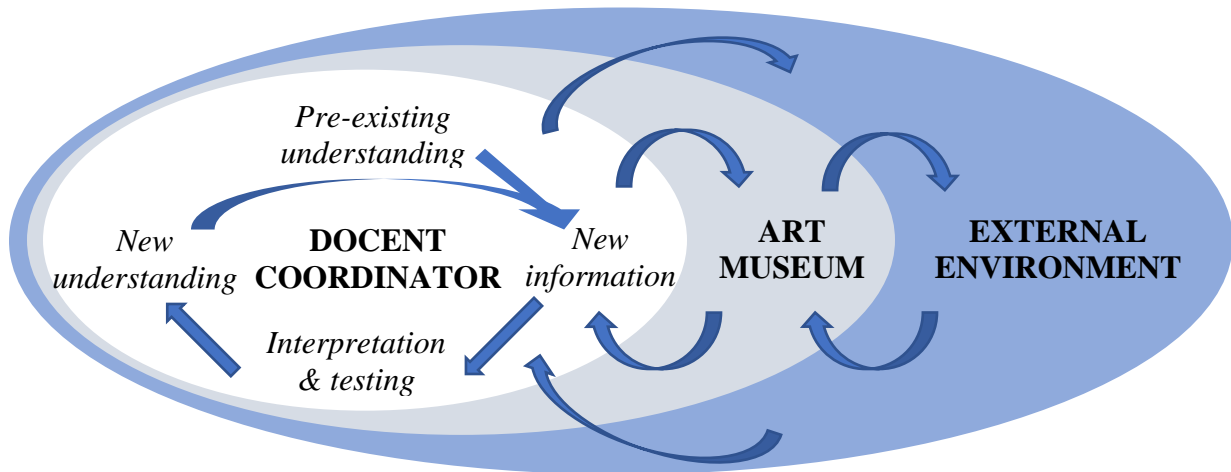 Pre-existing
understanding
New
understanding
DOCENT
COORDINATOR
New
information
Interpretation
& testing
ART
MUSEUM
EXTERNAL
ENVIRONMENT